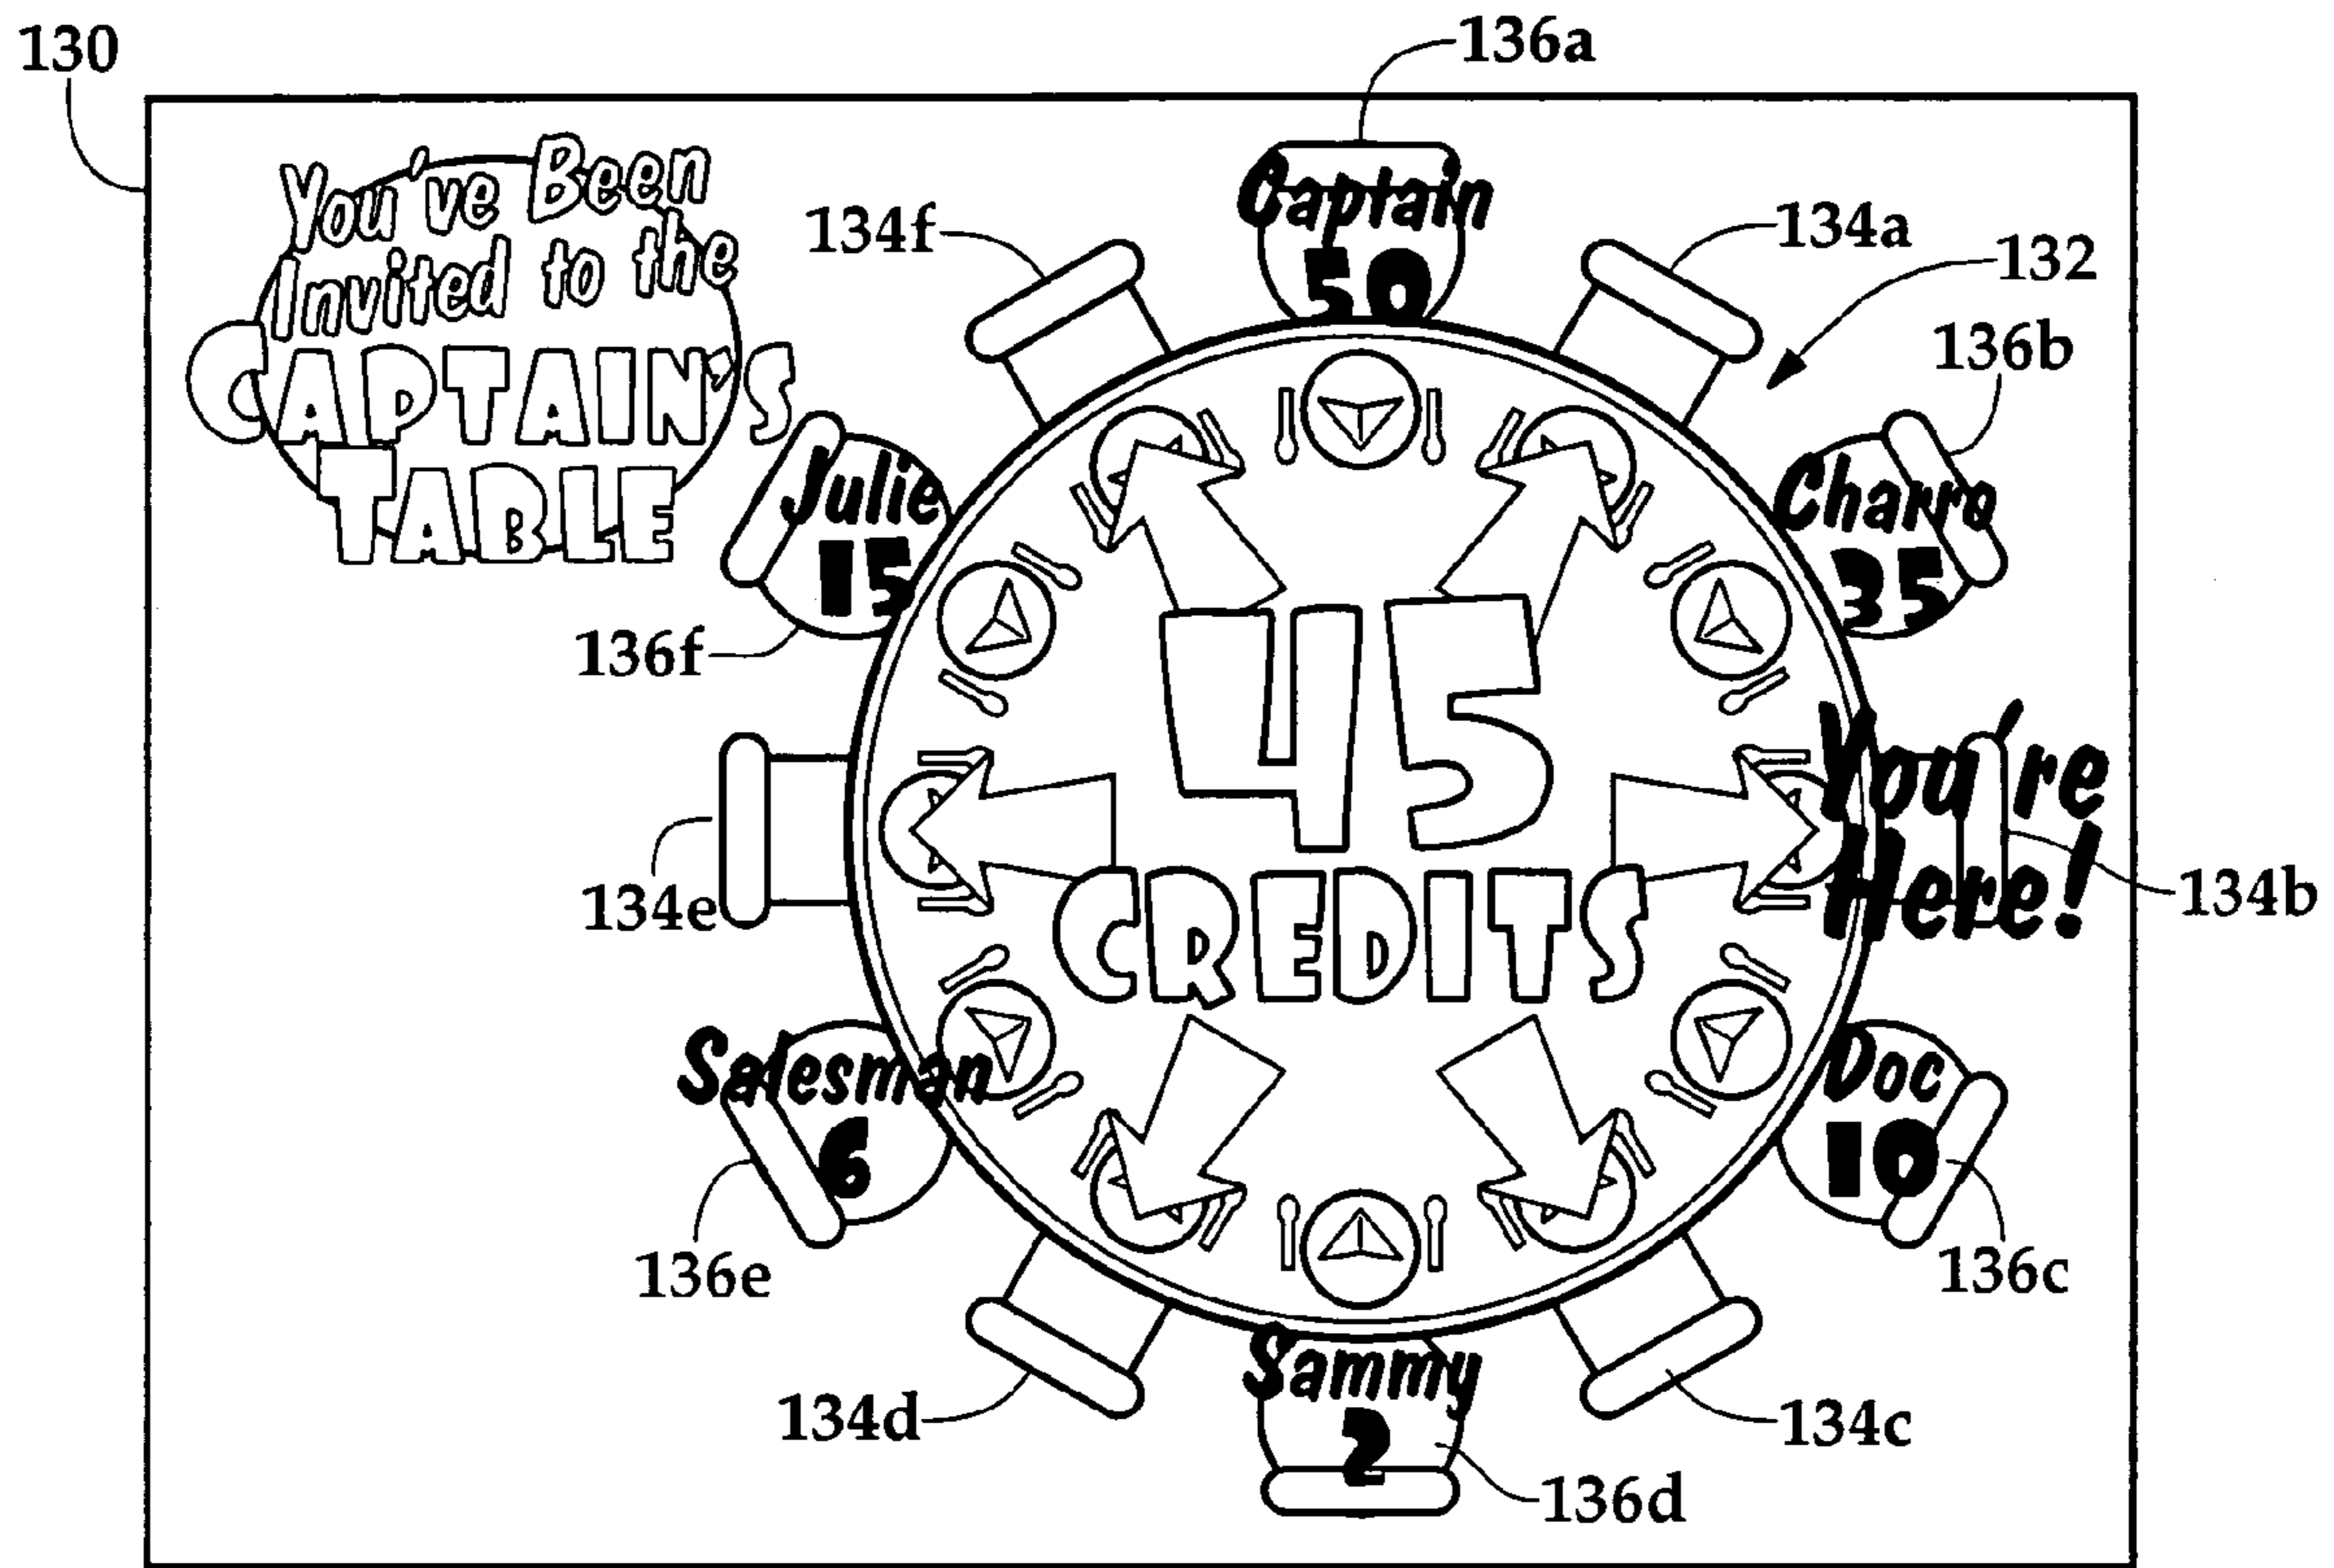 130
136a
You've Been
Invited to the
CAPTAIN'S
TABLE
134f
Captain
50
134a
132
136b
Julie
15
136f
Charro
35
45
CREDITS
You're
Here!
134b
134e
Salesman
6
136e
Doc
10
136c
134d
Sammy
2
136d
134c